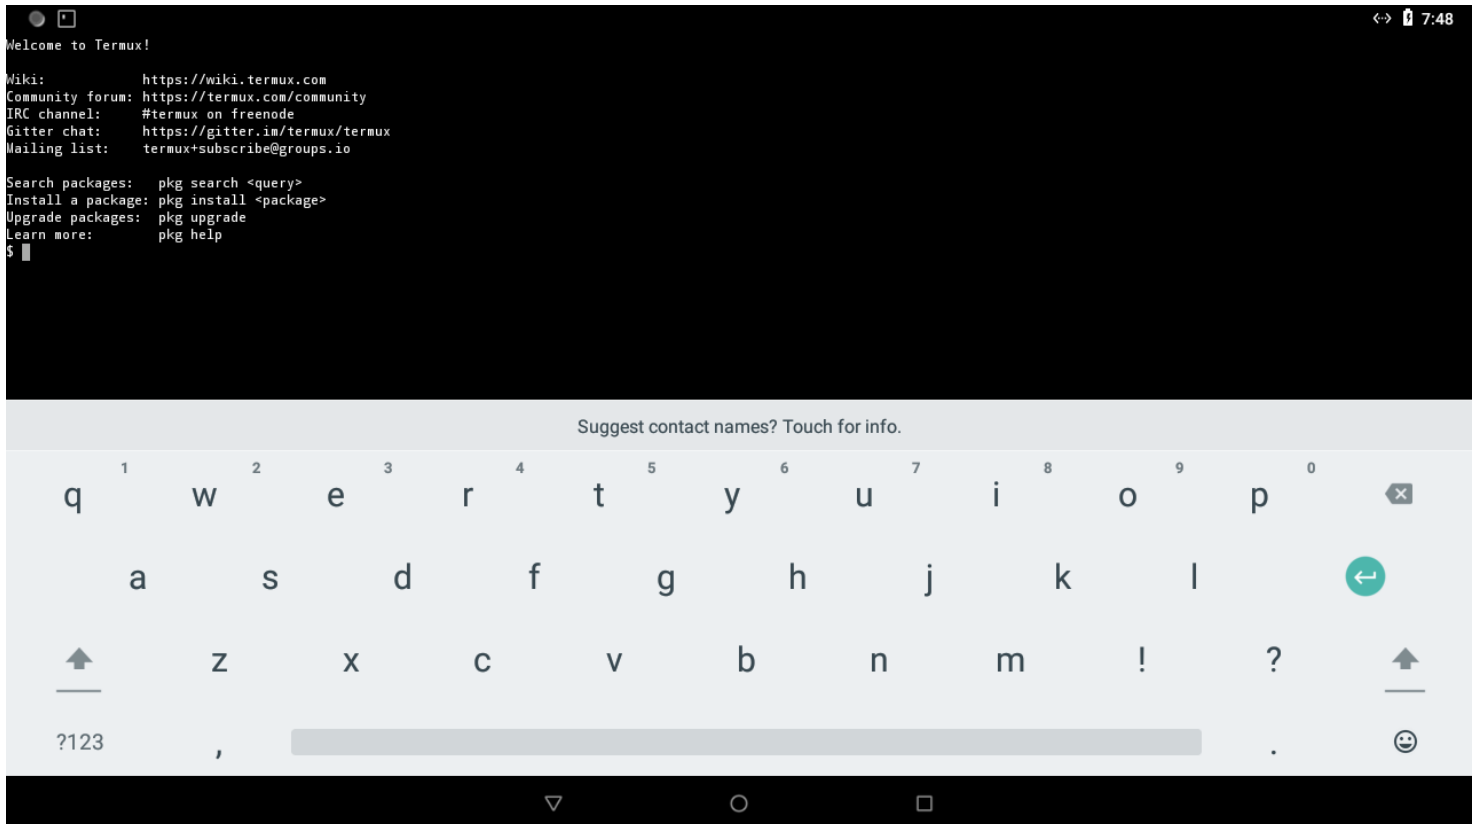 7:48
Welcome to Termux!
Wiki: https://wiki.termux.com
Community forum: https://termux.com/community
IRC channel: #termux on freenode
Gitter chat: https://gitter.im/termux/termux
Mailing list: termux+subscribe@groups.io
Search packages: pkg search <query>
Install a package: pkg install <package>
Upgrade packages: pkg upgrade
Learn more: pkg help
$
Suggest contact names? Touch for info.
1 2 3 4 5 6 7 8 9 0
q w e r t y u i o p
a s d f g h j k l
z x c v b n m ! ?
?123 , .